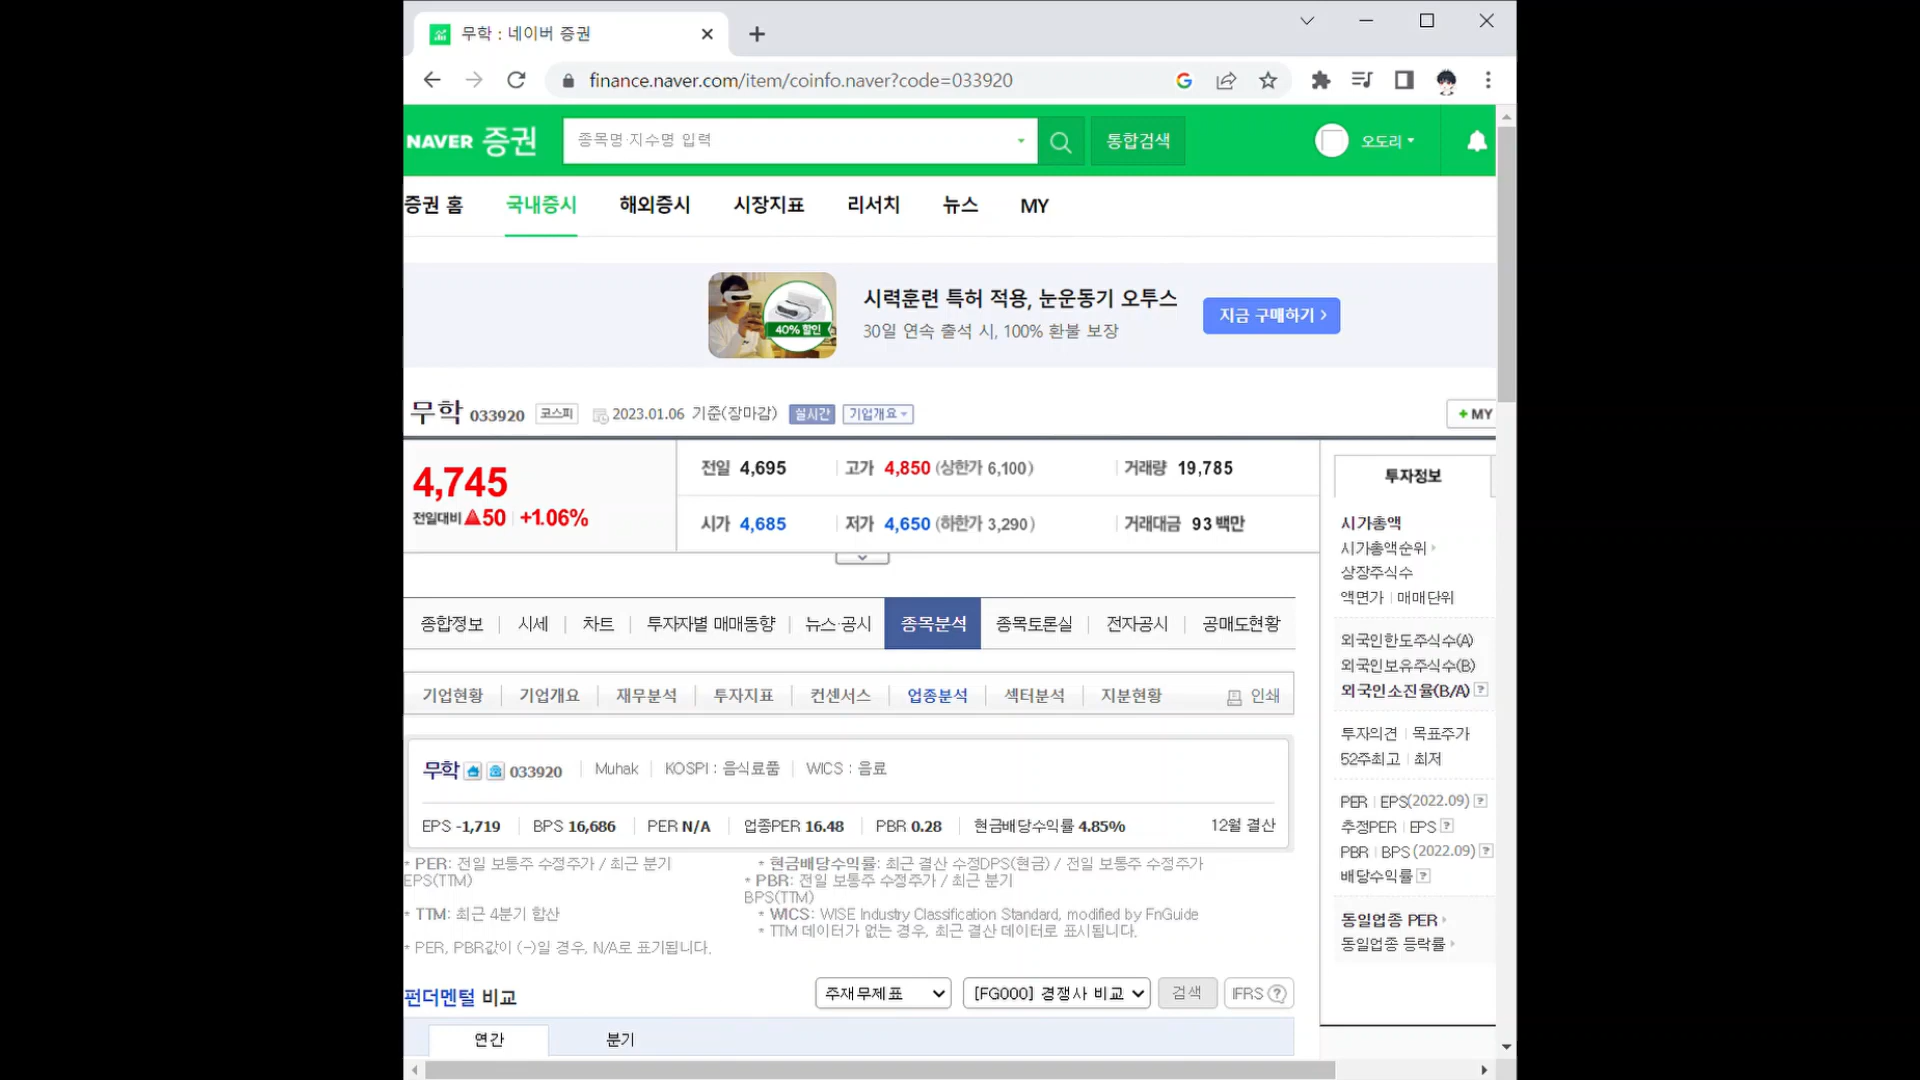 무학 : 네이버 증권
finance.naver.com/item/coinfo.naver?code=033920
NAVER 증권
종목명·지수명 입력
통합검색
오도리
증권 홈 국내증시 해외증시 시장지표 리서치 뉴스 MY
40% 할인
시력훈련 특허 적용, 눈운동기 오투스
30일 연속 출석 시, 100% 환불 보장
지금 구매하기 >
무학 033920 코스피 2023.01.06 기준(장마감) 실시간 기업개요
+ MY
4,745
전일대비 ▲50 +1.06%
전일 4,695 고가 4,850 (상한가 6,100) 거래량 19,785
시가 4,685 저가 4,650 (하한가 3,290) 거래대금 93 백만
종합정보 시세 차트 투자자별 매매동향 뉴스·공시 종목분석 종목토론실 전자공시 공매도현황
기업현황 기업개요 재무분석 투자지표 컨센서스 업종분석 섹터분석 지분현황 인쇄
무학 033920 Muhak KOSPI : 음식료품 WICS : 음료
EPS -1,719 BPS 16,686 PER N/A 업종PER 16.48 PBR 0.28 현금배당수익률 4.85% 12월 결산
* PER: 전일 보통주 수정주가 / 최근 분기
EPS(TTM)
* TTM: 최근 4분기 합산
* PER, PBR값이 (-)일 경우, N/A로 표기됩니다.
* 현금배당수익률: 최근 결산 수정DPS(현금) / 전일 보통주 수정주가
* PBR: 전일 보통주 수정주가 / 최근 분기
BPS(TTM)
* WICS: WISE Industry Classification Standard, modified by FnGuide
* TTM 데이터가 없는 경우, 최근 결산 데이터로 표시됩니다.
펀더멘털 비교
주재무제표 [FG000] 경쟁사 비교 검색 IFRS ?
연간 분기
투자정보
시가총액
시가총액순위
상장주식수
액면가 | 매매단위
외국인한도주식수(A)
외국인보유주식수(B)
외국인소진율(B/A) ?
투자의견 | 목표주가
52주최고 | 최저
PER | EPS(2022.09) ?
추정PER | EPS ?
PBR | BPS (2022.09) ?
배당수익률 ?
동일업종 PER
동일업종 등락률